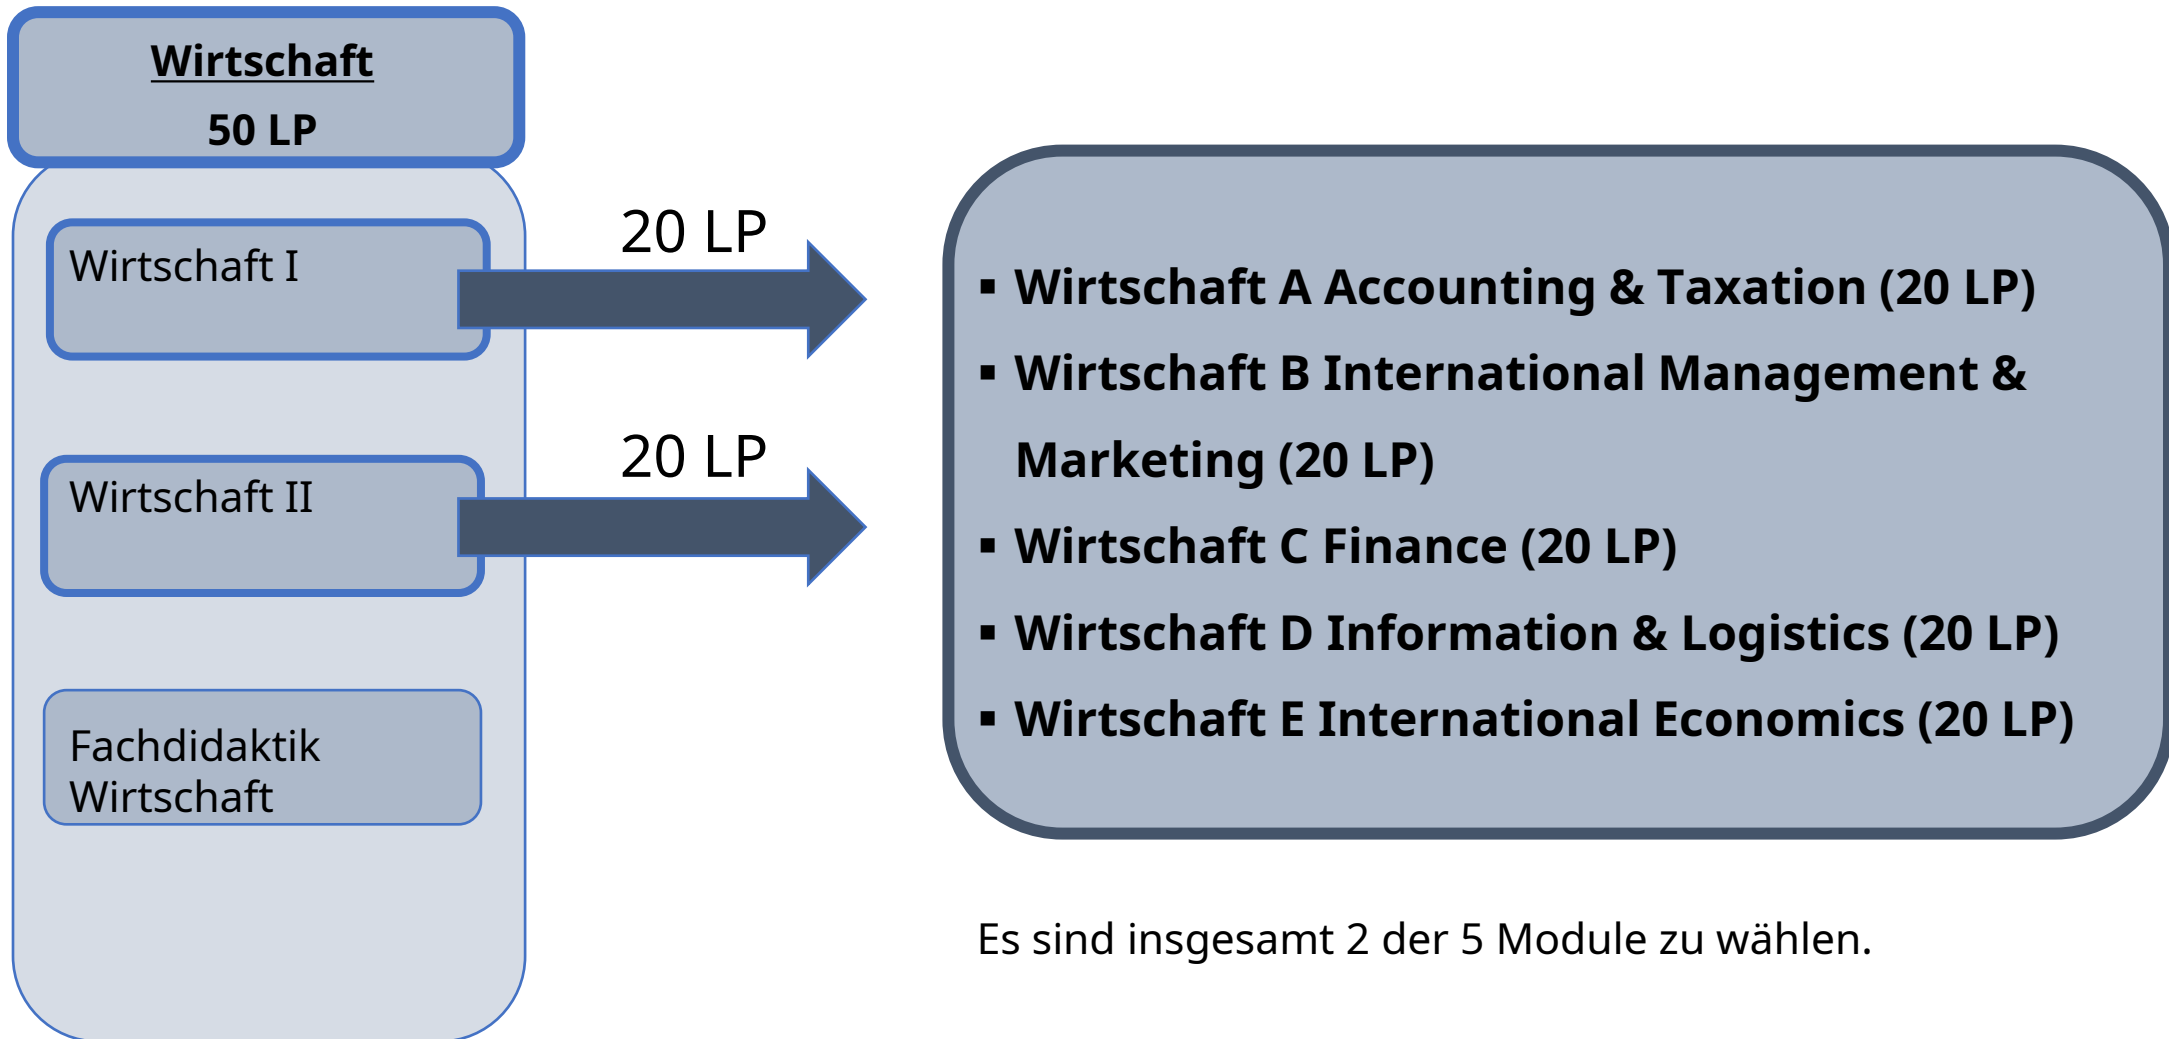 Wirtschaft
50 LP
Wirtschaft I
20 LP
Wirtschaft II
20 LP
Fachdidaktik
Wirtschaft
▪ Wirtschaft A Accounting & Taxation (20 LP)
▪ Wirtschaft B International Management &
Marketing (20 LP)
▪ Wirtschaft C Finance (20 LP)
▪ Wirtschaft D Information & Logistics (20 LP)
▪ Wirtschaft E International Economics (20 LP)
Es sind insgesamt 2 der 5 Module zu wählen.